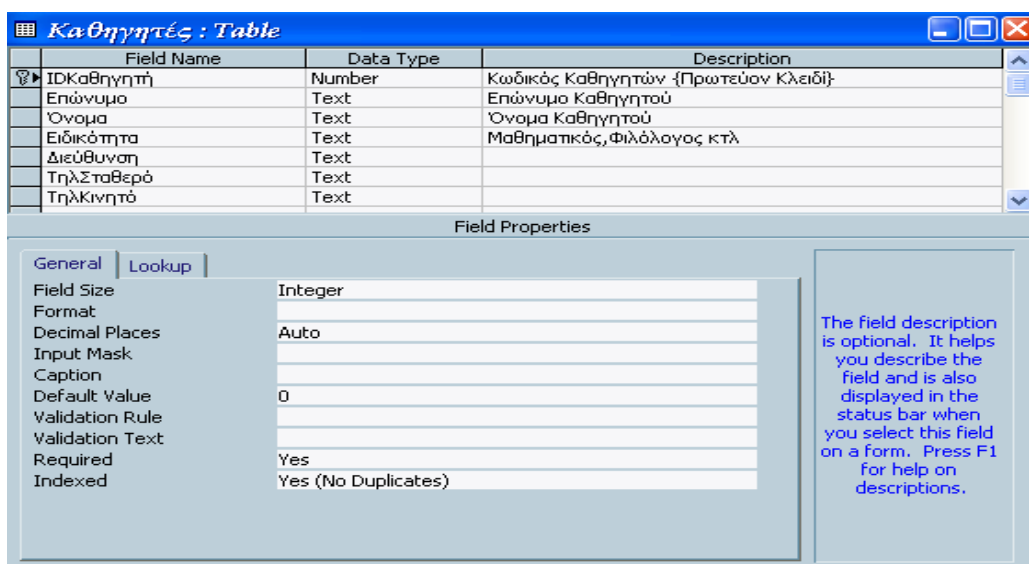 Καθηγητές : Table
Field Name Data Type Description
IDΚαθηγητή Number Κωδικός Καθηγητών {Πρωτεύον Κλειδί}
Επώνυμο Text Επώνυμο Καθηγητού
Όνομα Text Όνομα Καθηγητού
Ειδικότητα Text Μαθηματικός,Φιλόλογος κτλ
Διεύθυνση Text
ΤηλΣταθερό Text
ΤηλΚινητό Text
Field Properties
General Lookup
Field Size Integer
Format
Decimal Places Auto
Input Mask
Caption
Default Value 0
Validation Rule
Validation Text
Required Yes
Indexed Yes (No Duplicates)
The field description
is optional. It helps
you describe the
field and is also
displayed in the
status bar when
you select this field
on a form. Press F1
for help on
descriptions.